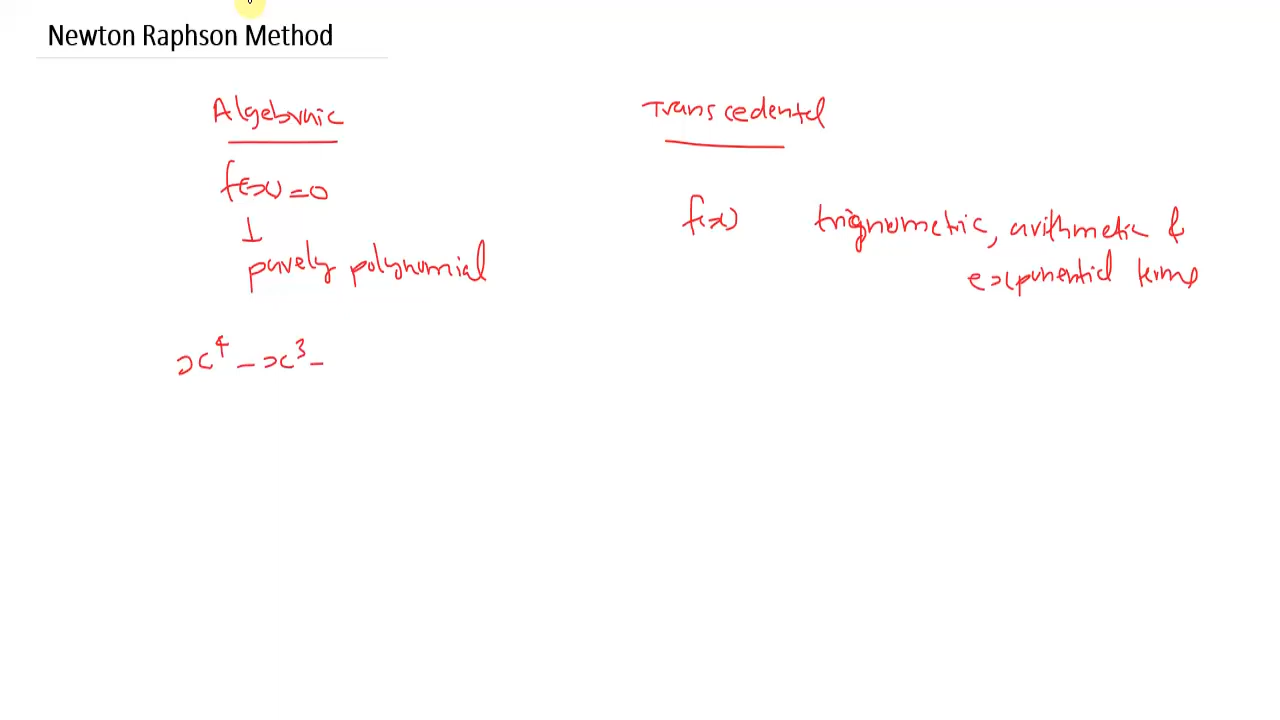 Newton Raphson Method
Algebraic
f(x)=0
↓
purely polynomial
x⁴ - x³ -
Transcedental
f(x) trignometric, arithmetic &
exponential terms